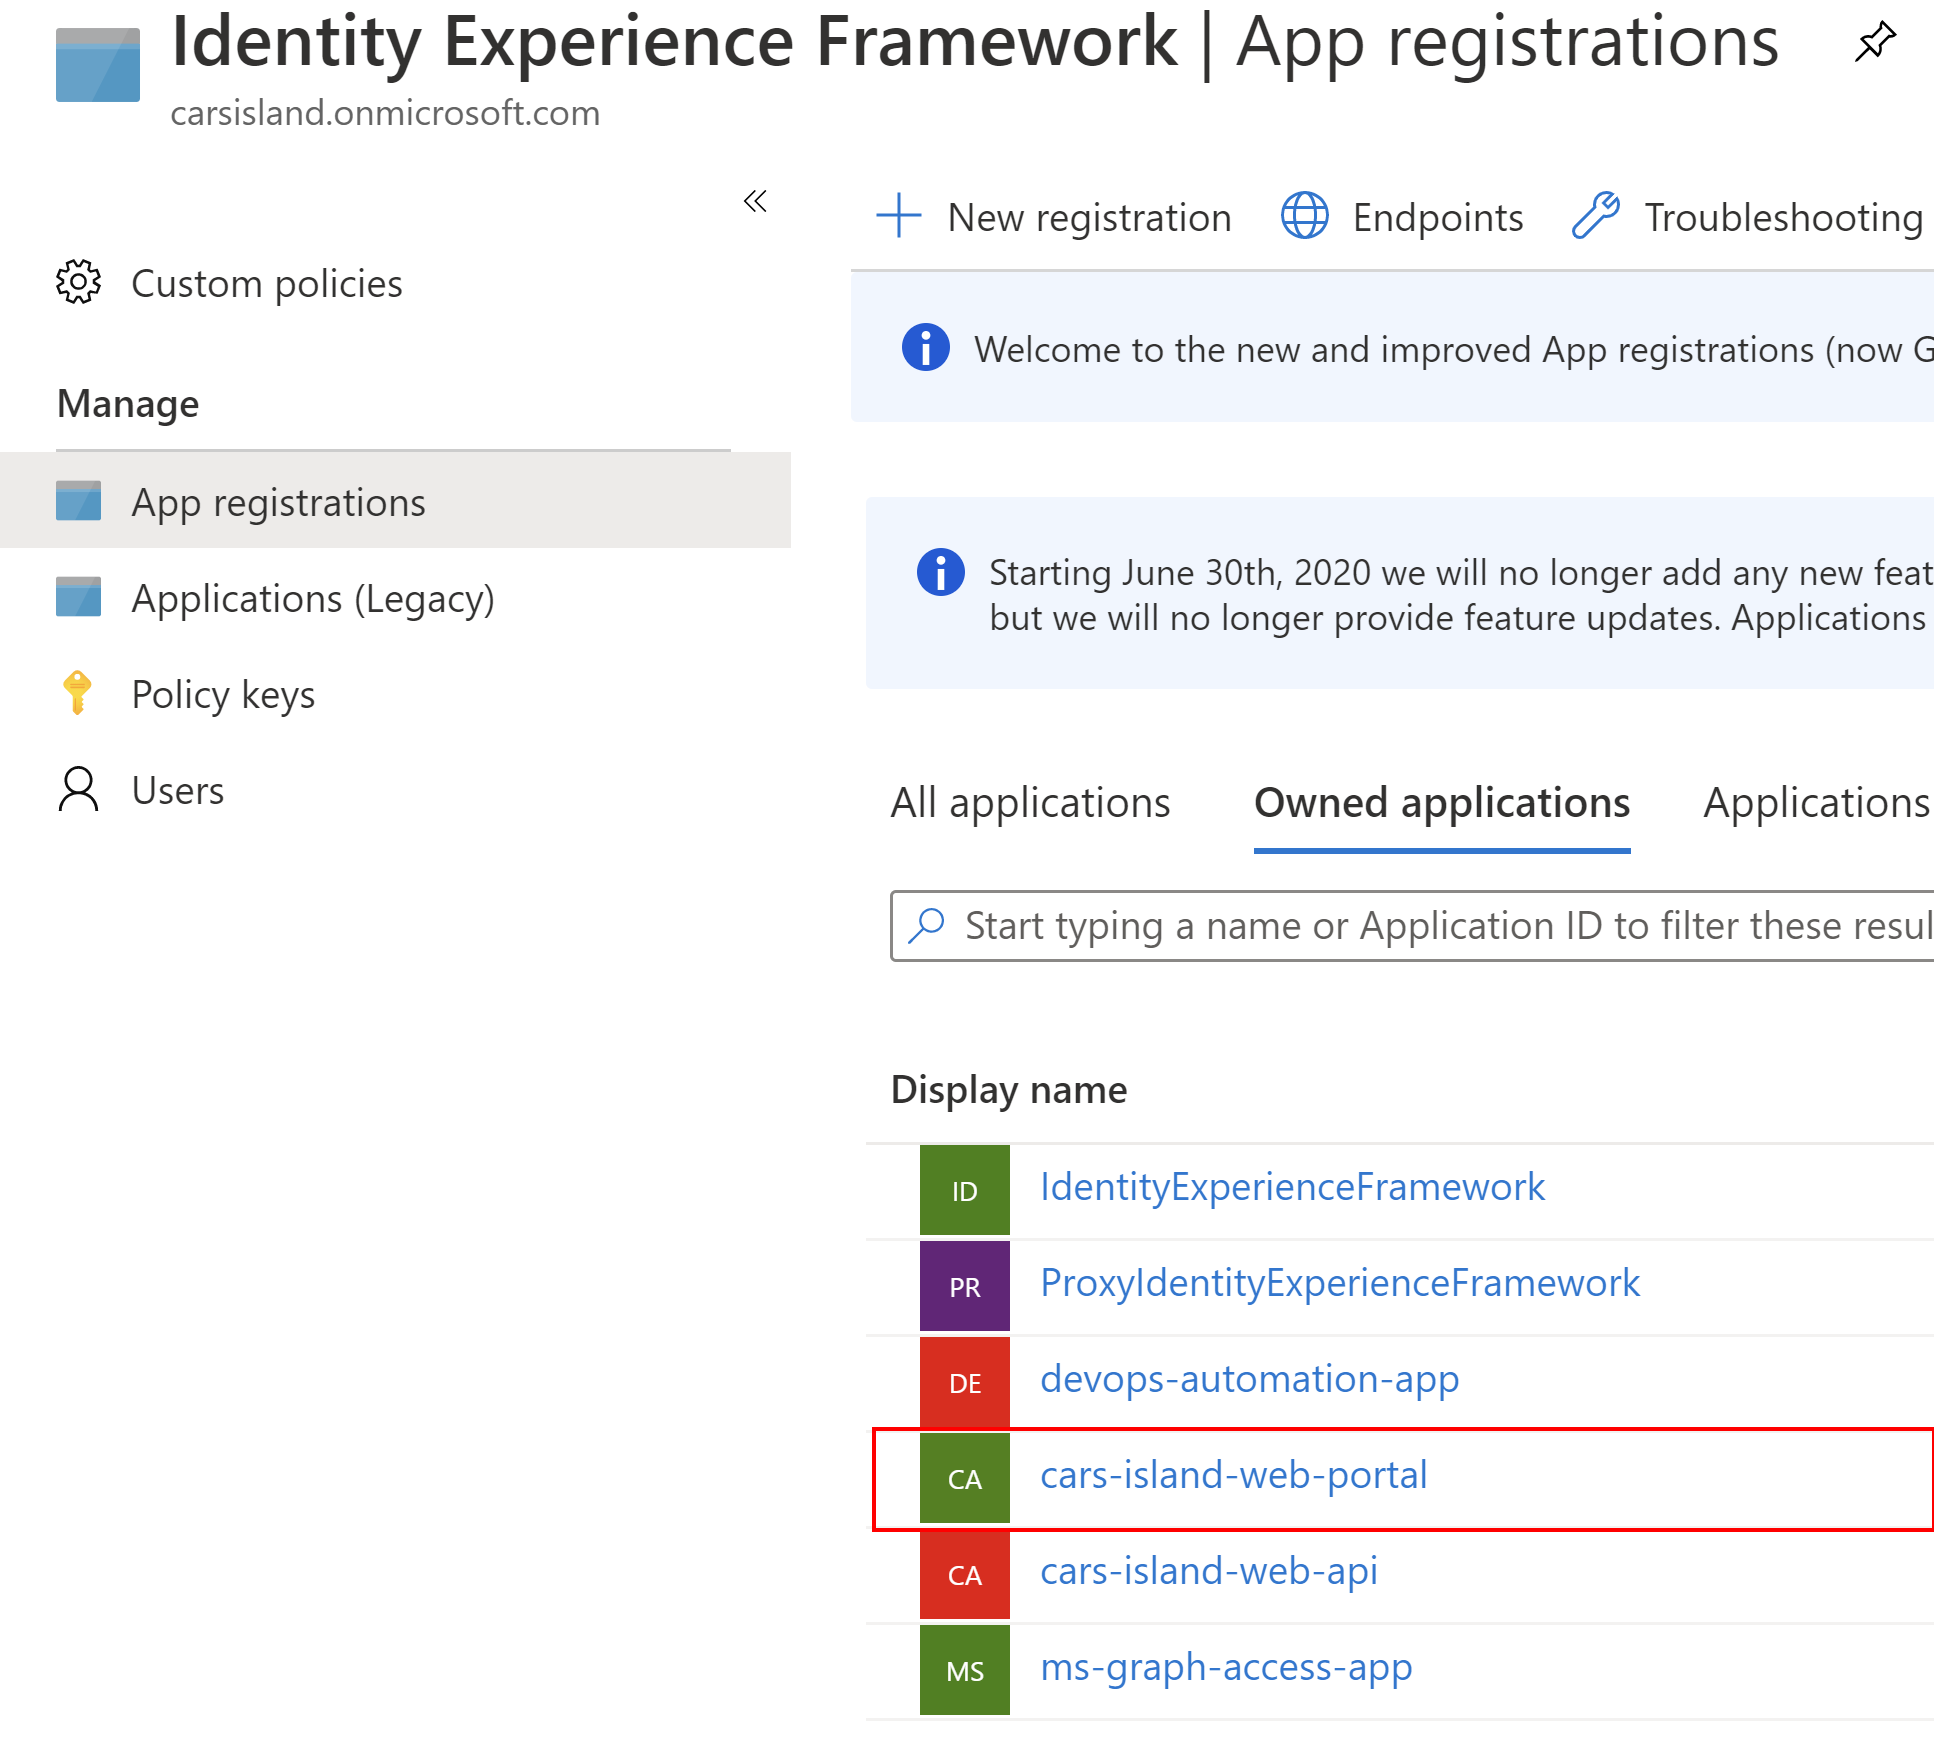 Identity Experience Framework | App registrations
carsisland.onmicrosoft.com
Custom policies
Manage
App registrations
Applications (Legacy)
Policy keys
Users
New registration
Endpoints
Troubleshooting
Welcome to the new and improved App registrations (now G
Starting June 30th, 2020 we will no longer add any new feat
but we will no longer provide feature updates. Applications
All applications
Owned applications
Applications
Start typing a name or Application ID to filter these resul
Display name
ID IdentityExperienceFramework
PR ProxyIdentityExperienceFramework
DE devops-automation-app
CA cars-island-web-portal
CA cars-island-web-api
MS ms-graph-access-app